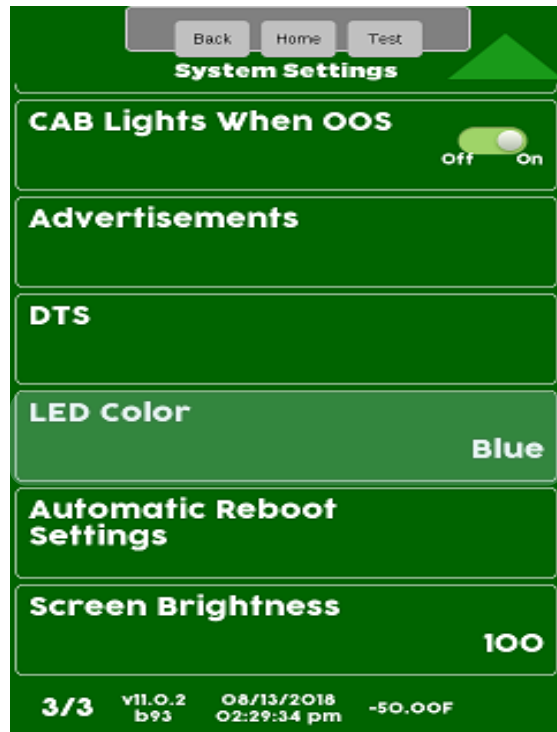 Back Home Test
System Settings
CAB Lights When OOS
Off On
Advertisements
DTS
LED Color
Blue
Automatic Reboot
Settings
Screen Brightness
100
3/3 v11.0.2 08/13/2018 -50.00F
b93 02:29:34 pm